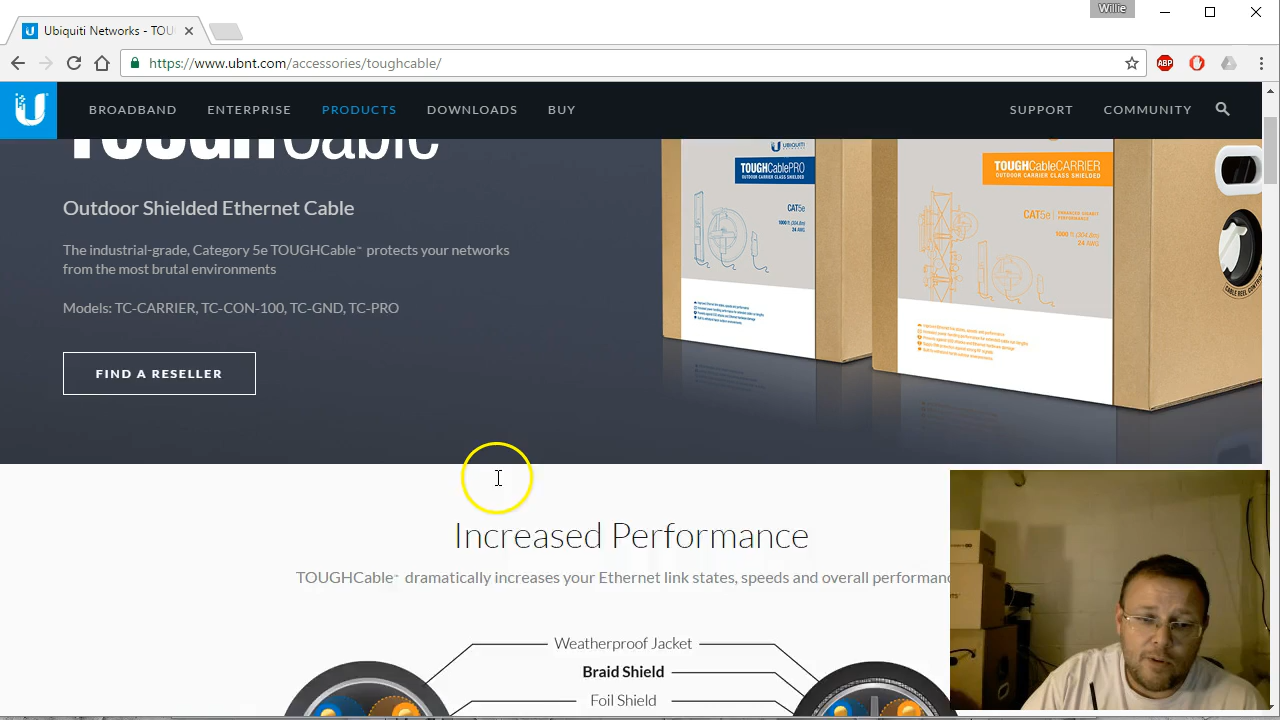 Willie
Ubiquiti Networks - TOU
https://www.ubnt.com/accessories/toughcable/
ABP
BROADBAND ENTERPRISE PRODUCTS DOWNLOADS BUY SUPPORT COMMUNITY
TOUGHCable
Outdoor Shielded Ethernet Cable
The industrial-grade, Category 5e TOUGHCable™ protects your networks
from the most brutal environments
Models: TC-CARRIER, TC-CON-100, TC-GND, TC-PRO
FIND A RESELLER
UBIQUITI
TOUGHCablePRO
OUTDOOR CARRIER CLASS SHIELDED
CAT5e
1000 ft (304.8m)
24 AWG
TOUGHCableCARRIER
OUTDOOR CARRIER CLASS SHIELDED
CAT5e
1000 ft (304.8m)
24 AWG
Increased Performance
TOUGHCable™ dramatically increases your Ethernet link states, speeds and overall performanc
Weatherproof Jacket
Braid Shield
Foil Shield